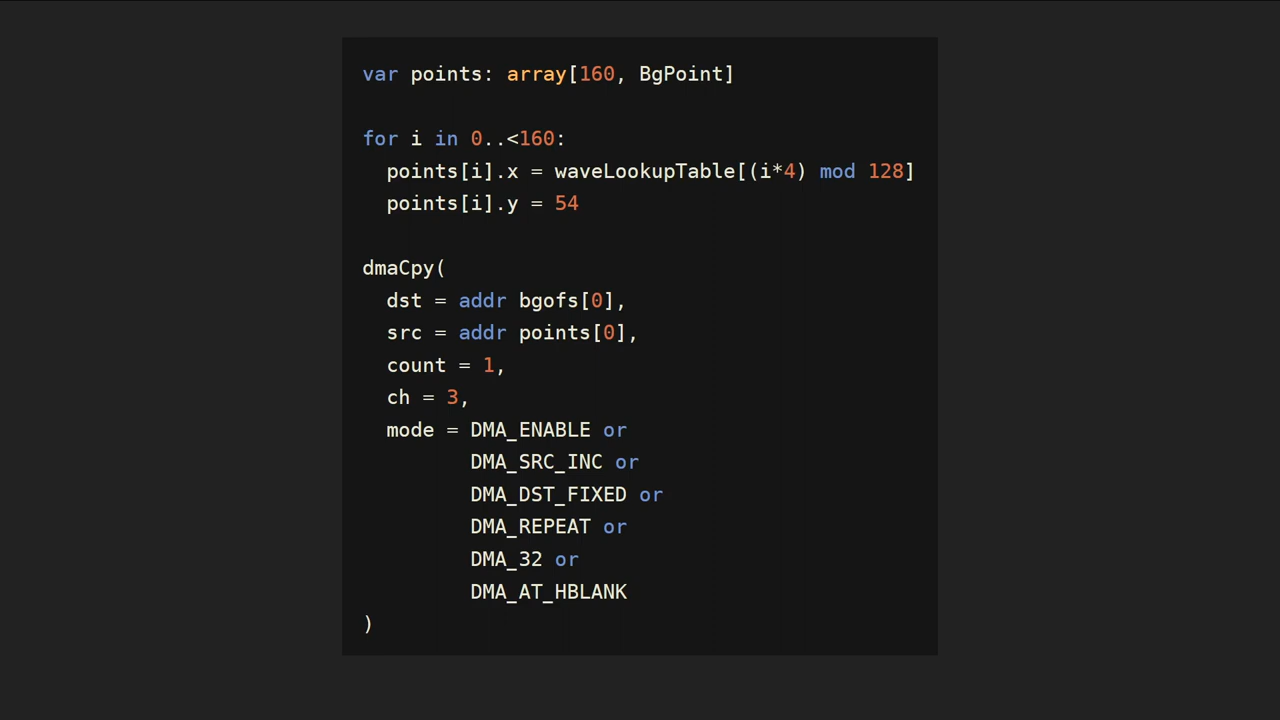 var points: array[160, BgPoint]
for i in 0..<160:
points[i].x = waveLookupTable[(i*4) mod 128]
points[i].y = 54
dmaCpy(
dst = addr bgofs[0],
src = addr points[0],
count = 1,
ch = 3,
mode = DMA_ENABLE or
DMA_SRC_INC or
DMA_DST_FIXED or
DMA_REPEAT or
DMA_32 or
DMA_AT_HBLANK
)